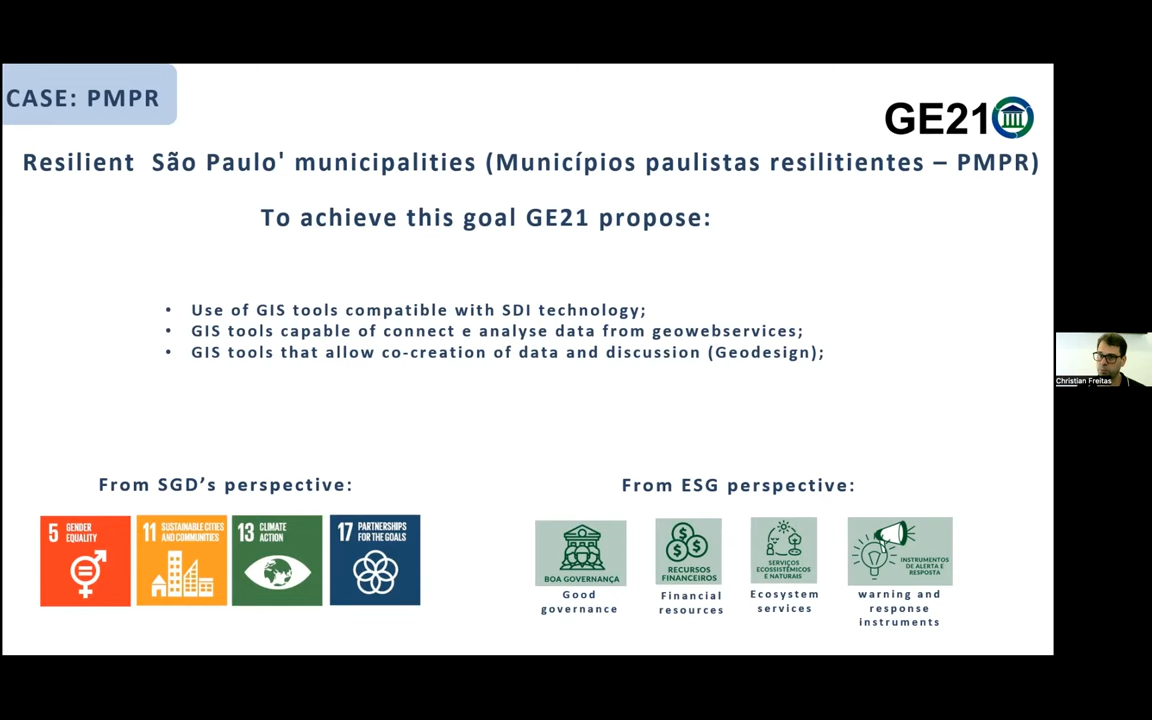 CASE: PMPR
GE21
Resilient São Paulo' municipalities (Municípios paulistas resilitientes – PMPR)
To achieve this goal GE21 propose:
• Use of GIS tools compatible with SDI technology;
• GIS tools capable of connect e analyse data from geowebservices;
• GIS tools that allow co-creation of data and discussion (Geodesign);
Christian Freitas
From SGD's perspective:
5 GENDER
EQUALITY
11 SUSTAINABLE CITIES
AND COMMUNITIES
13 CLIMATE
ACTION
17 PARTNERSHIPS
FOR THE GOALS
From ESG perspective:
BOA GOVERNANÇA
Good
governance
RECURSOS
FINANCEIROS
Financial
resources
SERVIÇOS
ECOSSISTÊMICOS
E NATURAIS
Ecosystem
services
INSTRUMENTOS
DE ALERTA E
RESPOSTA
warning and
response
instruments